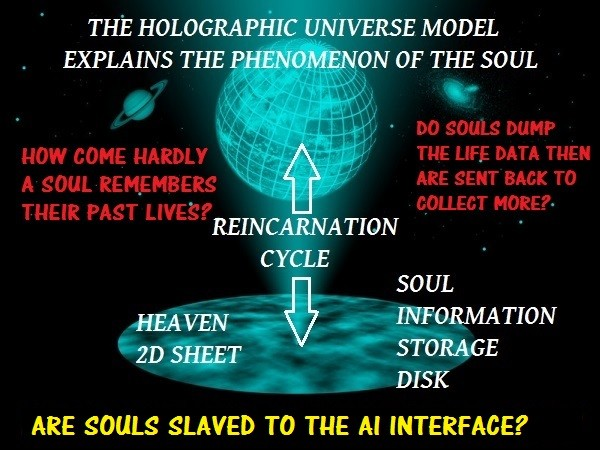 THE HOLOGRAPHIC UNIVERSE MODEL
EXPLAINS THE PHENOMENON OF THE SOUL
HOW COME HARDLY
A SOUL REMEMBERS
THEIR PAST LIVES?
DO SOULS DUMP
THE LIFE DATA THEN
ARE SENT BACK TO
COLLECT MORE?
REINCARNATION
CYCLE
HEAVEN
2D SHEET
SOUL
INFORMATION
STORAGE
DISK
ARE SOULS SLAVED TO THE AI INTERFACE?